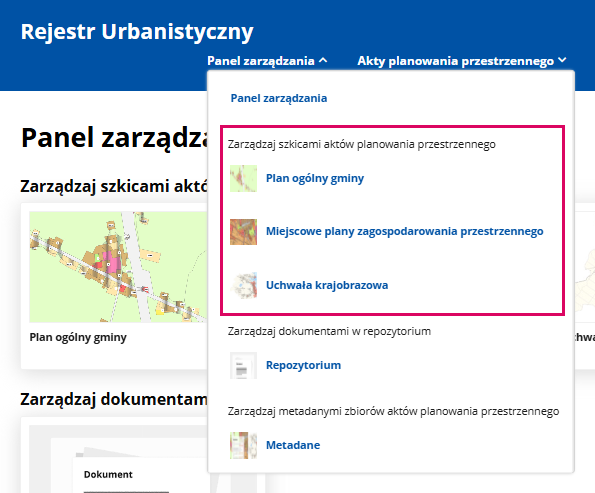 Rejestr Urbanistyczny
Panel zarządzania Akty planowania przestrzennego
Panel zarządzania
Panel zarządza
Zarządzaj szkicami aktów planowania przestrzennego
Plan ogólny gminy
Zarządzaj szkicami aktó
Miejscowe plany zagospodarowania przestrzennego
Uchwała krajobrazowa
Zarządzaj dokumentami w repozytorium
Plan ogólny gminy
Repozytorium
Zarządzaj dokumentam
Zarządzaj metadanymi zbiorów aktów planowania przestrzennego
Metadane
Dokument